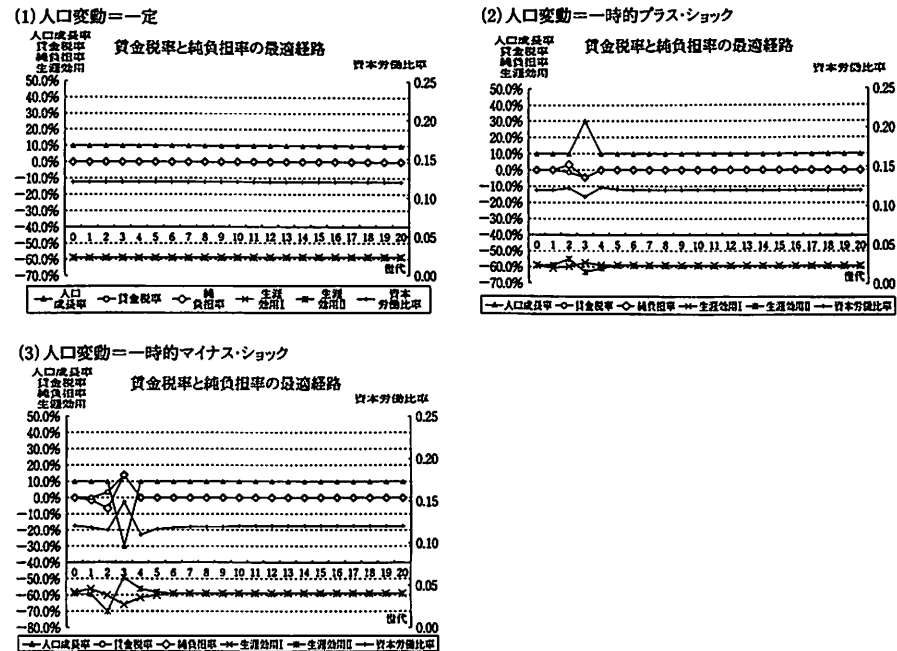 (1)人口変動＝一定
人口成長率
賃金税率
純負担率
生涯効用
賃金税率と純負担率の最適経路
資本労働比率
50.0%
40.0%
30.0%
20.0%
10.0%
0.0%
−10.0%
−20.0%
−30.0%
−40.0%
−50.0%
−60.0%
−70.0%
0.25
0.20
0.15
0.10
0.05
0.00
0 1 2 3 4 5 6 7 8 9 10 11 12 13 14 15 16 17 18 19 20
世代
人口成長率 賃金税率 純負担率 生涯効用Ⅰ 生涯効用Ⅱ 資本労働比率
(2)人口変動＝一時的プラス・ショック
人口成長率
賃金税率
純負担率
生涯効用
賃金税率と純負担率の最適経路
資本労働比率
50.0%
40.0%
30.0%
20.0%
10.0%
0.0%
−10.0%
−20.0%
−30.0%
−40.0%
−50.0%
−60.0%
−70.0%
0.25
0.20
0.15
0.10
0.05
0.00
0 1 2 3 4 5 6 7 8 9 10 11 12 13 14 15 16 17 18 19 20
世代
人口成長率 賃金税率 純負担率 生涯効用Ⅰ 生涯効用Ⅱ 資本労働比率
(3)人口変動＝一時的マイナス・ショック
人口成長率
賃金税率
純負担率
生涯効用
賃金税率と純負担率の最適経路
資本労働比率
50.0%
40.0%
30.0%
20.0%
10.0%
0.0%
−10.0%
−20.0%
−30.0%
−40.0%
−50.0%
−60.0%
−70.0%
−80.0%
0.25
0.20
0.15
0.10
0.05
0.00
0 1 2 3 4 5 6 7 8 9 10 11 12 13 14 15 16 17 18 19 20
世代
人口成長率 賃金税率 純負担率 生涯効用Ⅰ 生涯効用Ⅱ 資本労働比率